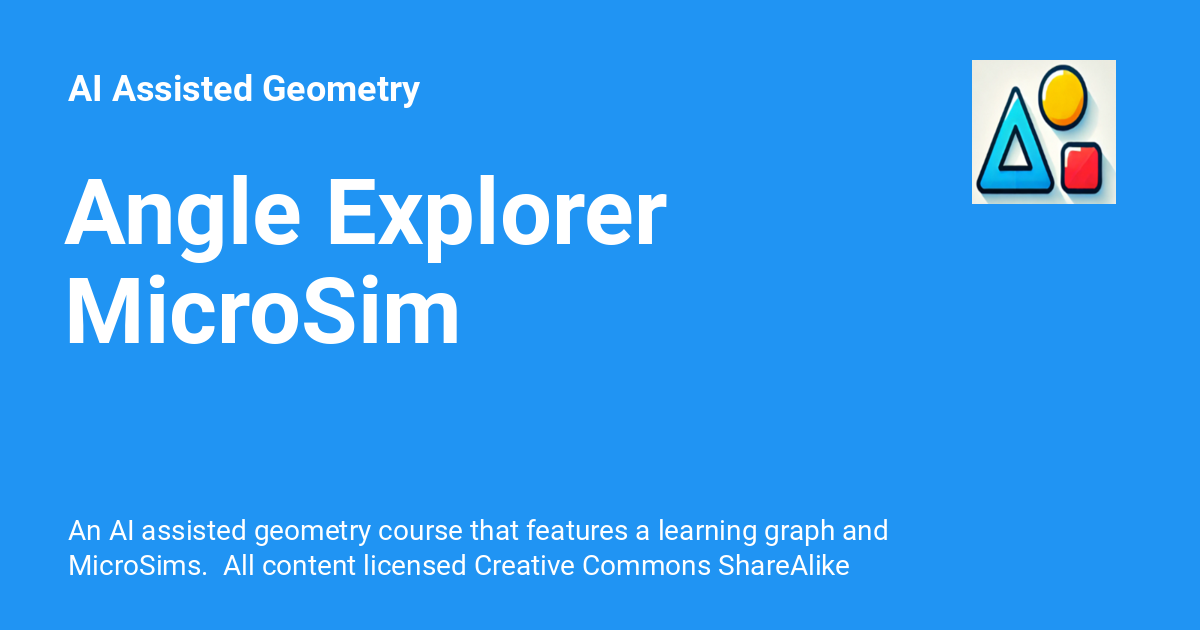 AI Assisted Geometry
Angle Explorer
MicroSim
An AI assisted geometry course that features a learning graph and
MicroSims.  All content licensed Creative Commons ShareAlike